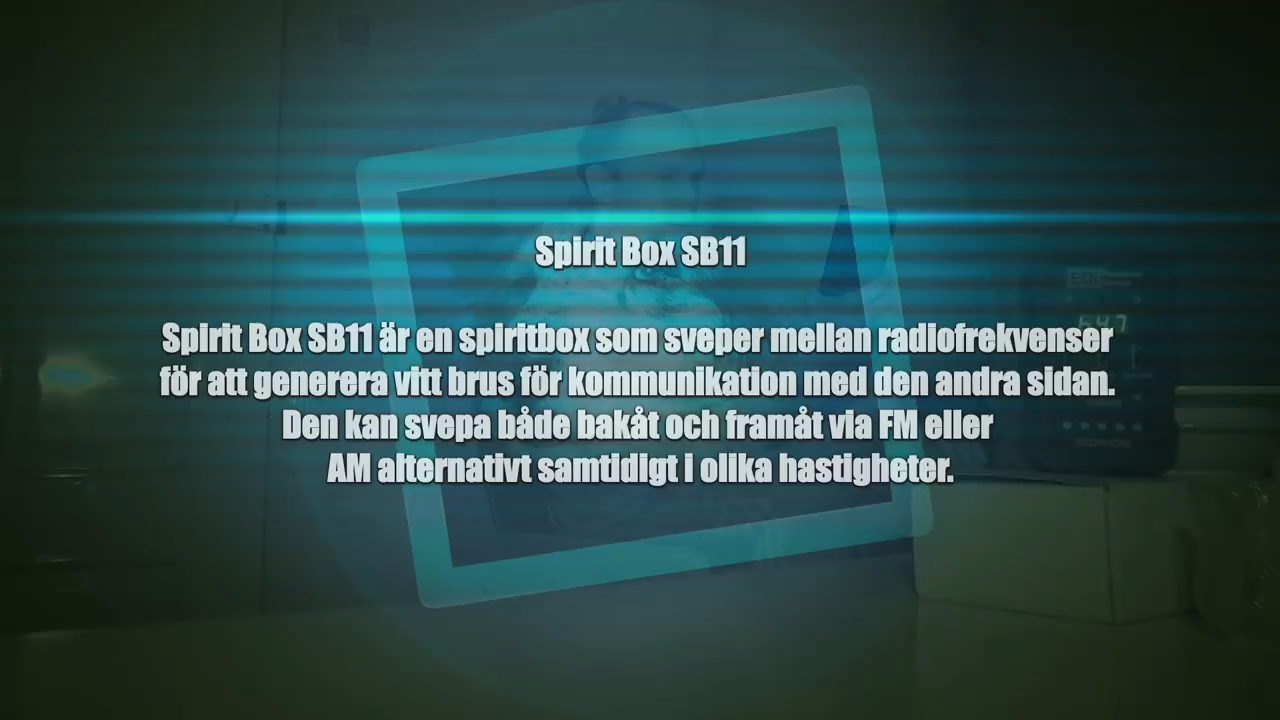 Spirit Box SB11
Spirit Box SB11 är en spiritbox som sveper mellan radiofrekvenser
för att generera vitt brus för kommunikation med den andra sidan.
Den kan svepa både bakåt och framåt via FM eller
AM alternativt samtidigt i olika hastigheter.
EDI
647